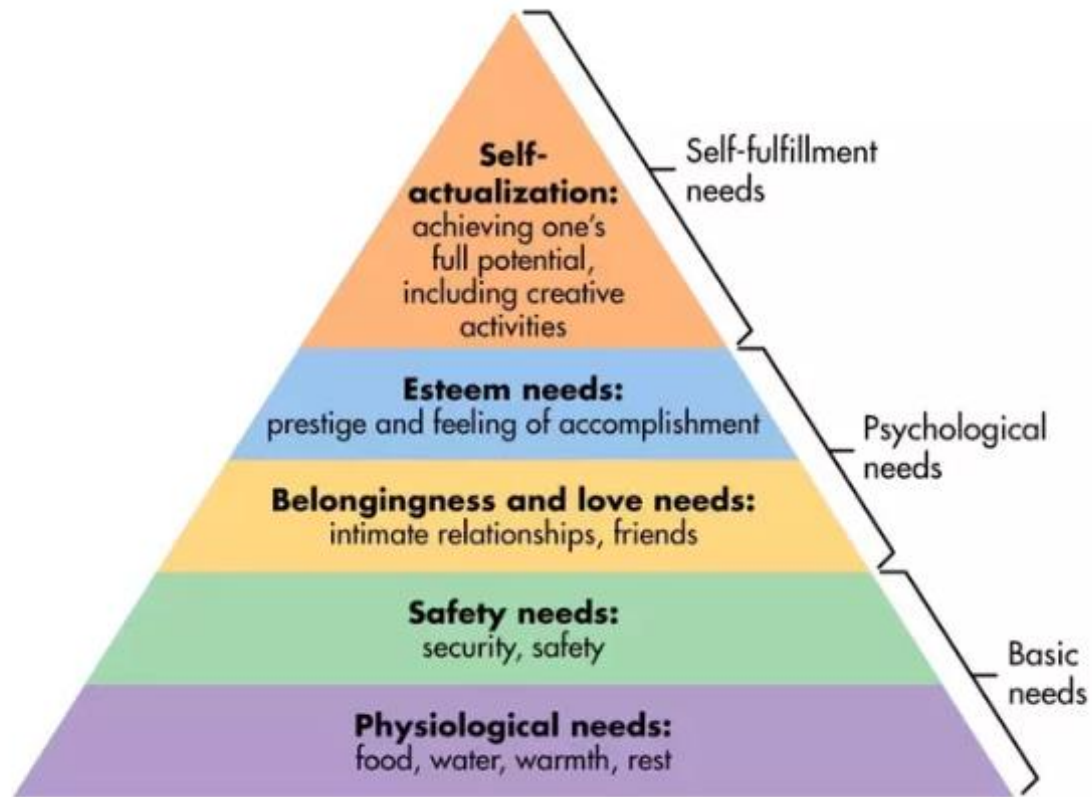 Self-
actualization:
achieving one's
full potential,
including creative
activities
Self-fulfillment
needs
Esteem needs:
prestige and feeling of accomplishment
Psychological
needs
Belongingness and love needs:
intimate relationships, friends
Safety needs:
security, safety
Basic
needs
Physiological needs:
food, water, warmth, rest